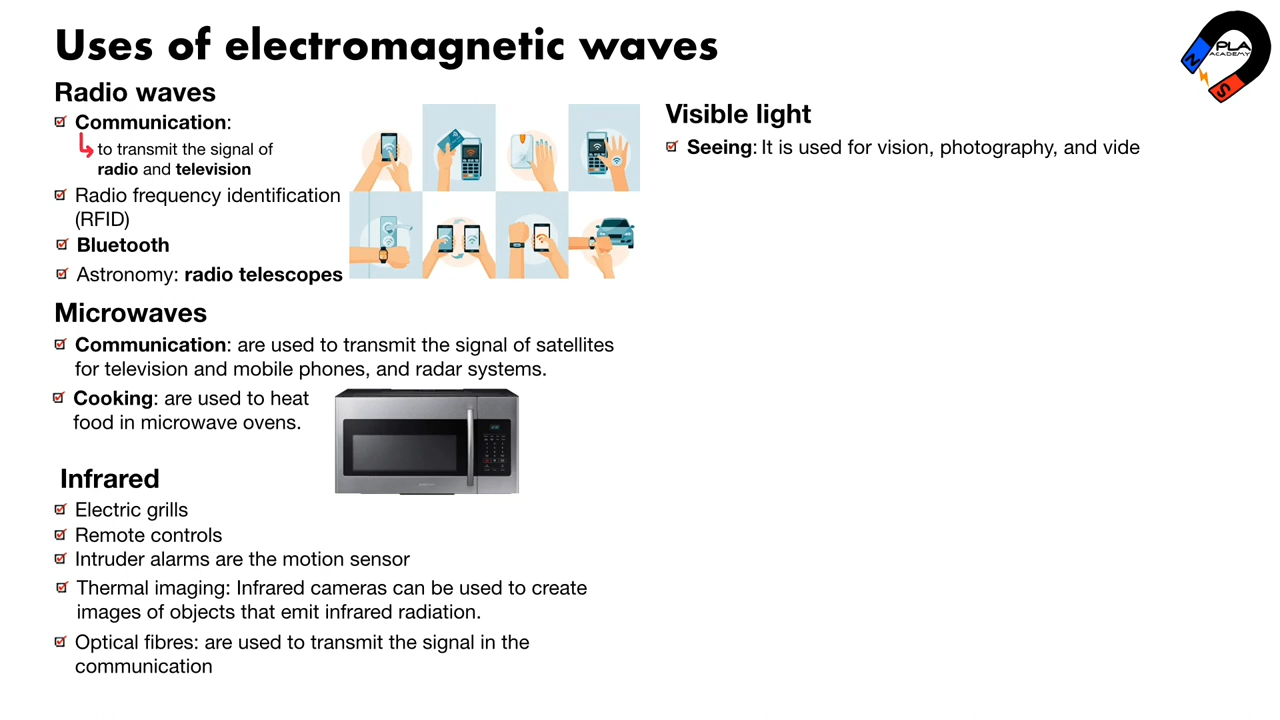 Uses of electromagnetic waves
PLA
ACADEMY
N
S
Radio waves
Communication:
to transmit the signal of
radio and television
Radio frequency identification
(RFID)
Bluetooth
Astronomy: radio telescopes
Microwaves
Communication: are used to transmit the signal of satellites
for television and mobile phones, and radar systems.
Cooking: are used to heat
food in microwave ovens.
Infrared
Electric grills
Remote controls
Intruder alarms are the motion sensor
Thermal imaging: Infrared cameras can be used to create
images of objects that emit infrared radiation.
Optical fibres: are used to transmit the signal in the
communication
Visible light
Seeing: It is used for vision, photography, and vide